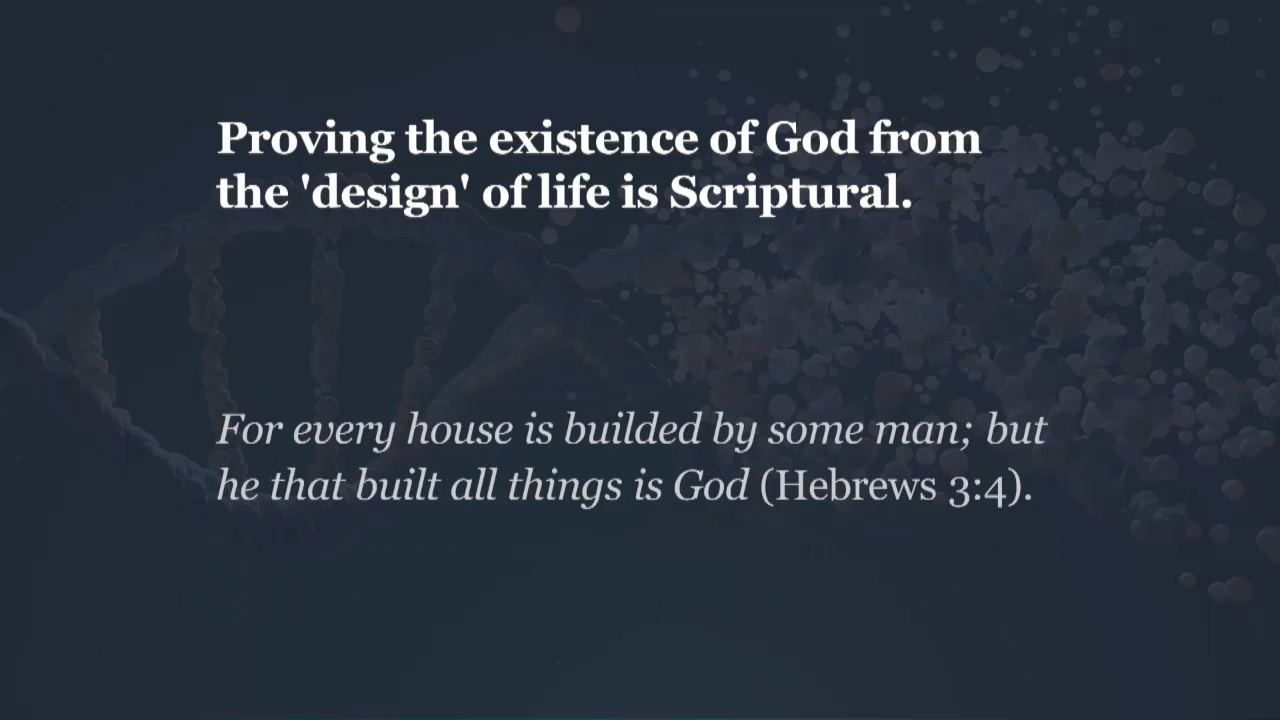 Proving the existence of God from
the 'design' of life is Scriptural.
For every house is builded by some man; but
he that built all things is God (Hebrews 3:4).